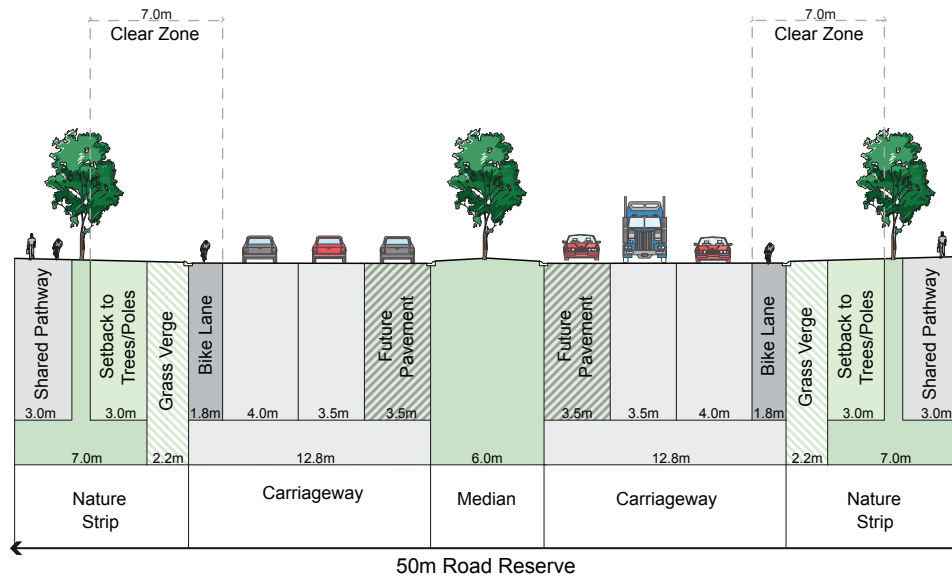 7.0m
Clear Zone
7.0m
Clear Zone
Shared Pathway
Setback to
Trees/Poles
Grass Verge
Bike Lane
Future
Pavement
Future
Pavement
Bike Lane
Grass Verge
Setback to
Trees/Poles
Shared Pathway
3.0m 3.0m 1.8m 4.0m 3.5m 3.5m 3.5m 3.5m 4.0m 1.8m 3.0m 3.0m
7.0m 2.2m 12.8m 6.0m 12.8m 2.2m 7.0m
Nature
Strip
Carriageway
Median
Carriageway
Nature
Strip
50m Road Reserve